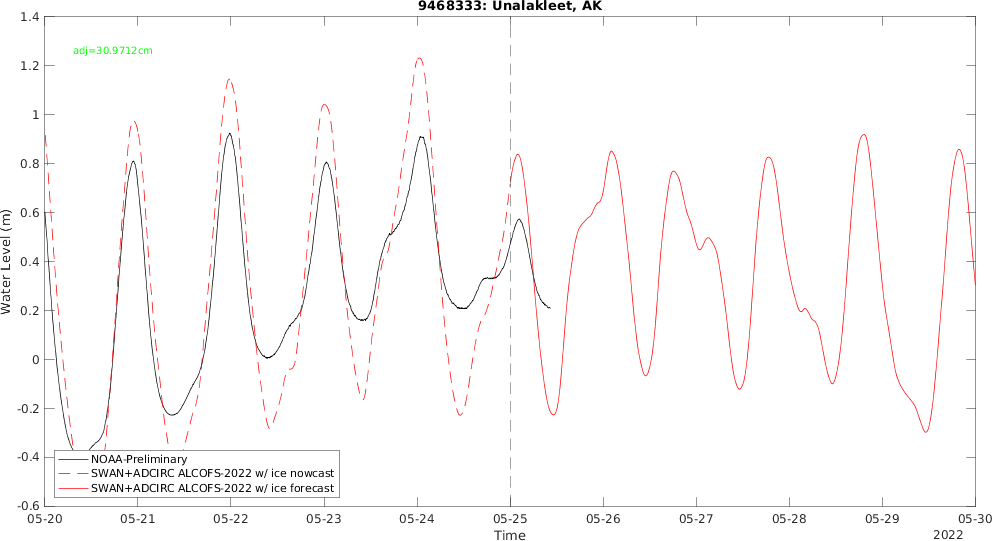 9468333: Unalakleet, AK
adj=30.9712cm
Water Level (m)
1.4
1.2
1
0.8
0.6
0.4
0.2
0
-0.2
-0.4
-0.6
NOAA-Preliminary
SWAN+ADCIRC ALCOFS-2022 w/ ice nowcast
SWAN+ADCIRC ALCOFS-2022 w/ ice forecast
05-20 05-21 05-22 05-23 05-24 05-25 05-26 05-27 05-28 05-29 05-30
Time
2022